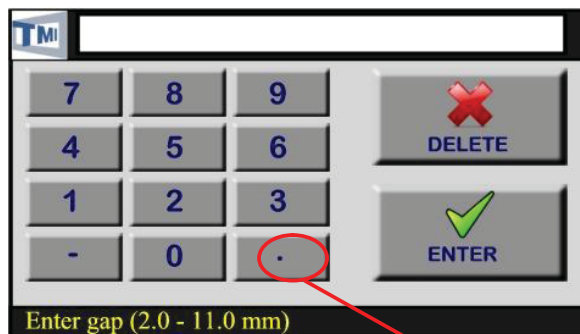 TMI
7 8 9
DELETE
4 5 6
1 2 3
ENTER
- 0 .
Enter gap (2.0 - 11.0 mm)